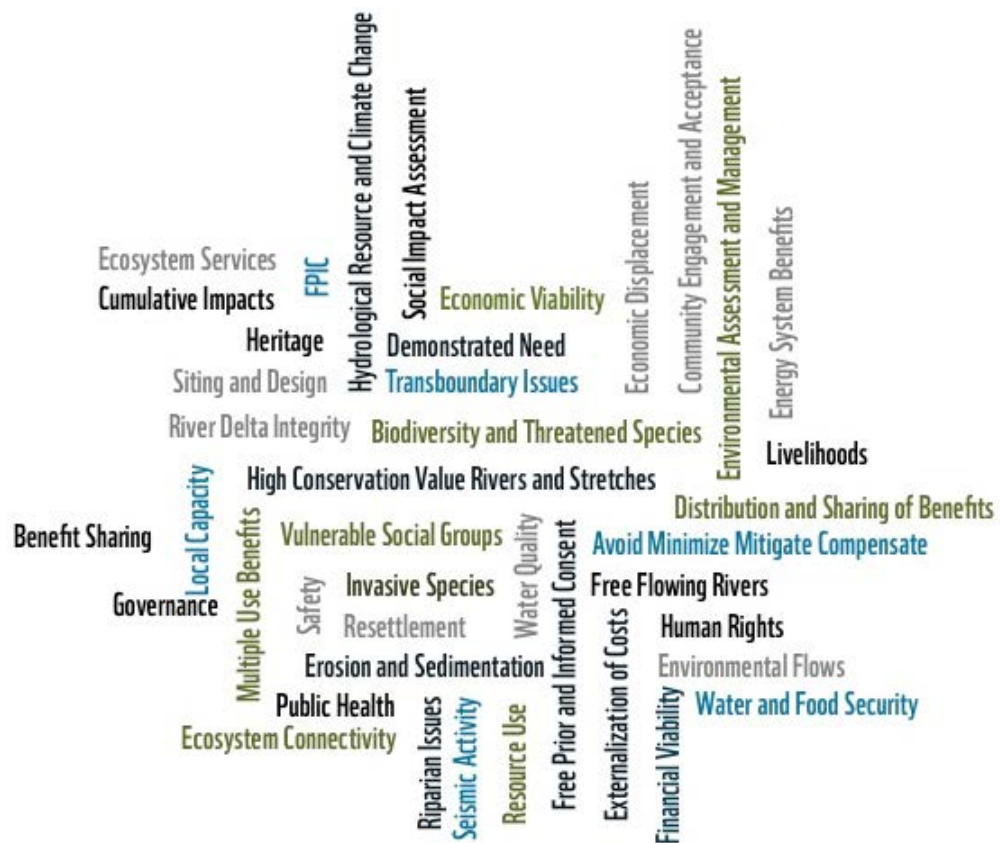 Hydrological Resource and Climate Change
Social Impact Assessment
Community Engagement and Acceptance
Environmental Assessment and Management
Economic Displacement
Energy System Benefits
Ecosystem Services
FPIC
Cumulative Impacts
Economic Viability
Heritage
Demonstrated Need
Siting and Design
Transboundary Issues
River Delta Integrity
Biodiversity and Threatened Species
Livelihoods
High Conservation Value Rivers and Stretches
Local Capacity
Distribution and Sharing of Benefits
Benefit Sharing
Multiple Use Benefits
Vulnerable Social Groups
Water Quality
Free Prior and Informed Consent
Avoid Minimize Mitigate Compensate
Governance
Safety
Invasive Species
Free Flowing Rivers
Resettlement
Externalization of Costs
Human Rights
Erosion and Sedimentation
Environmental Flows
Public Health
Financial Viability
Water and Food Security
Ecosystem Connectivity
Riparian Issues
Seismic Activity
Resource Use